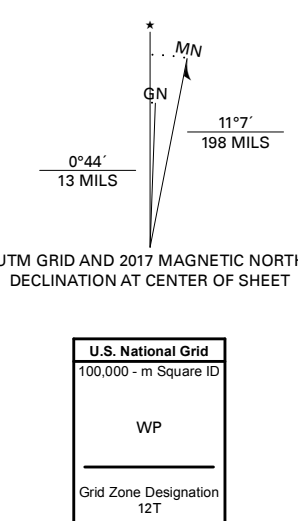 MN
GN
11°7´
198 MILS
0°44´
13 MILS
UTM GRID AND 2017 MAGNETIC NORTH
DECLINATION AT CENTER OF SHEET
U.S. National Grid
100,000 - m Square ID
WP
Grid Zone Designation
12T